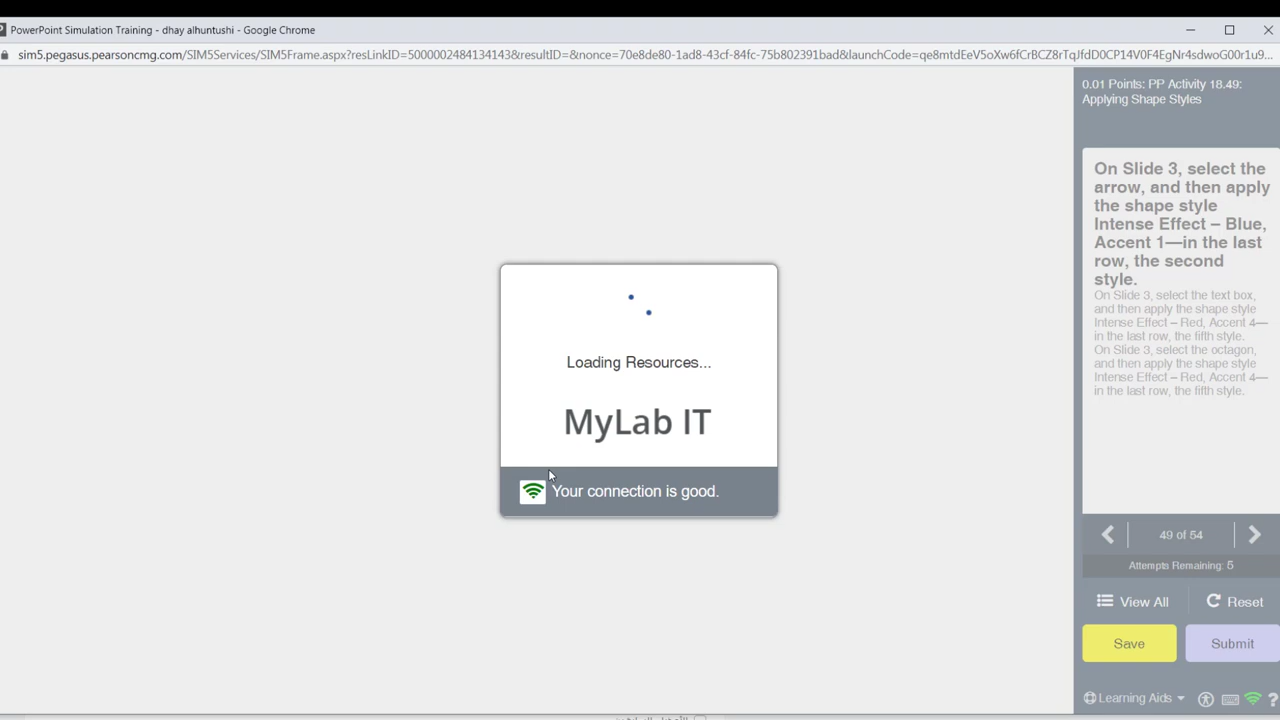 PowerPoint Simulation Training - dhay alhuntushi - Google Chrome
sim5.pegasus.pearsoncmg.com/SIM5Services/SIM5Frame.aspx?resLinkID=5000002484134143&resultID=&nonce=70e8de80-1ad8-43cf-84fc-75b802391bad&launchCode=qe8mtdEeV5oXw6fCrBCZ8rTqJfdD0CP14V0F4EgNr4sdwoG00r1u9...
0.01 Points: PP Activity 18.49:
Applying Shape Styles
On Slide 3, select the
arrow, and then apply
the shape style
Intense Effect – Blue,
Accent 1—in the last
row, the second
style.
On Slide 3, select the text box,
and then apply the shape style
Intense Effect – Red, Accent 4—
in the last row, the fifth style.
On Slide 3, select the octagon,
and then apply the shape style
Intense Effect – Red, Accent 4—
in the last row, the fifth style.
Loading Resources...
MyLab IT
Your connection is good.
49 of 54
Attempts Remaining: 5
View All
Reset
Save
Submit
Learning Aids
?